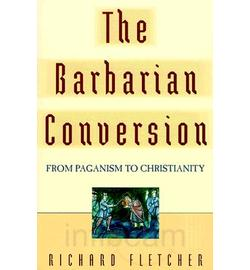 The
Barbarian
Conversion
FROM PAGANISM TO CHRISTIANITY
RICHARD FLETCHER